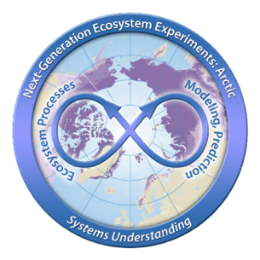 Next-Generation Ecosystem Experiments: Arctic
Ecosystem Processes
Modeling, Prediction
Systems Understanding